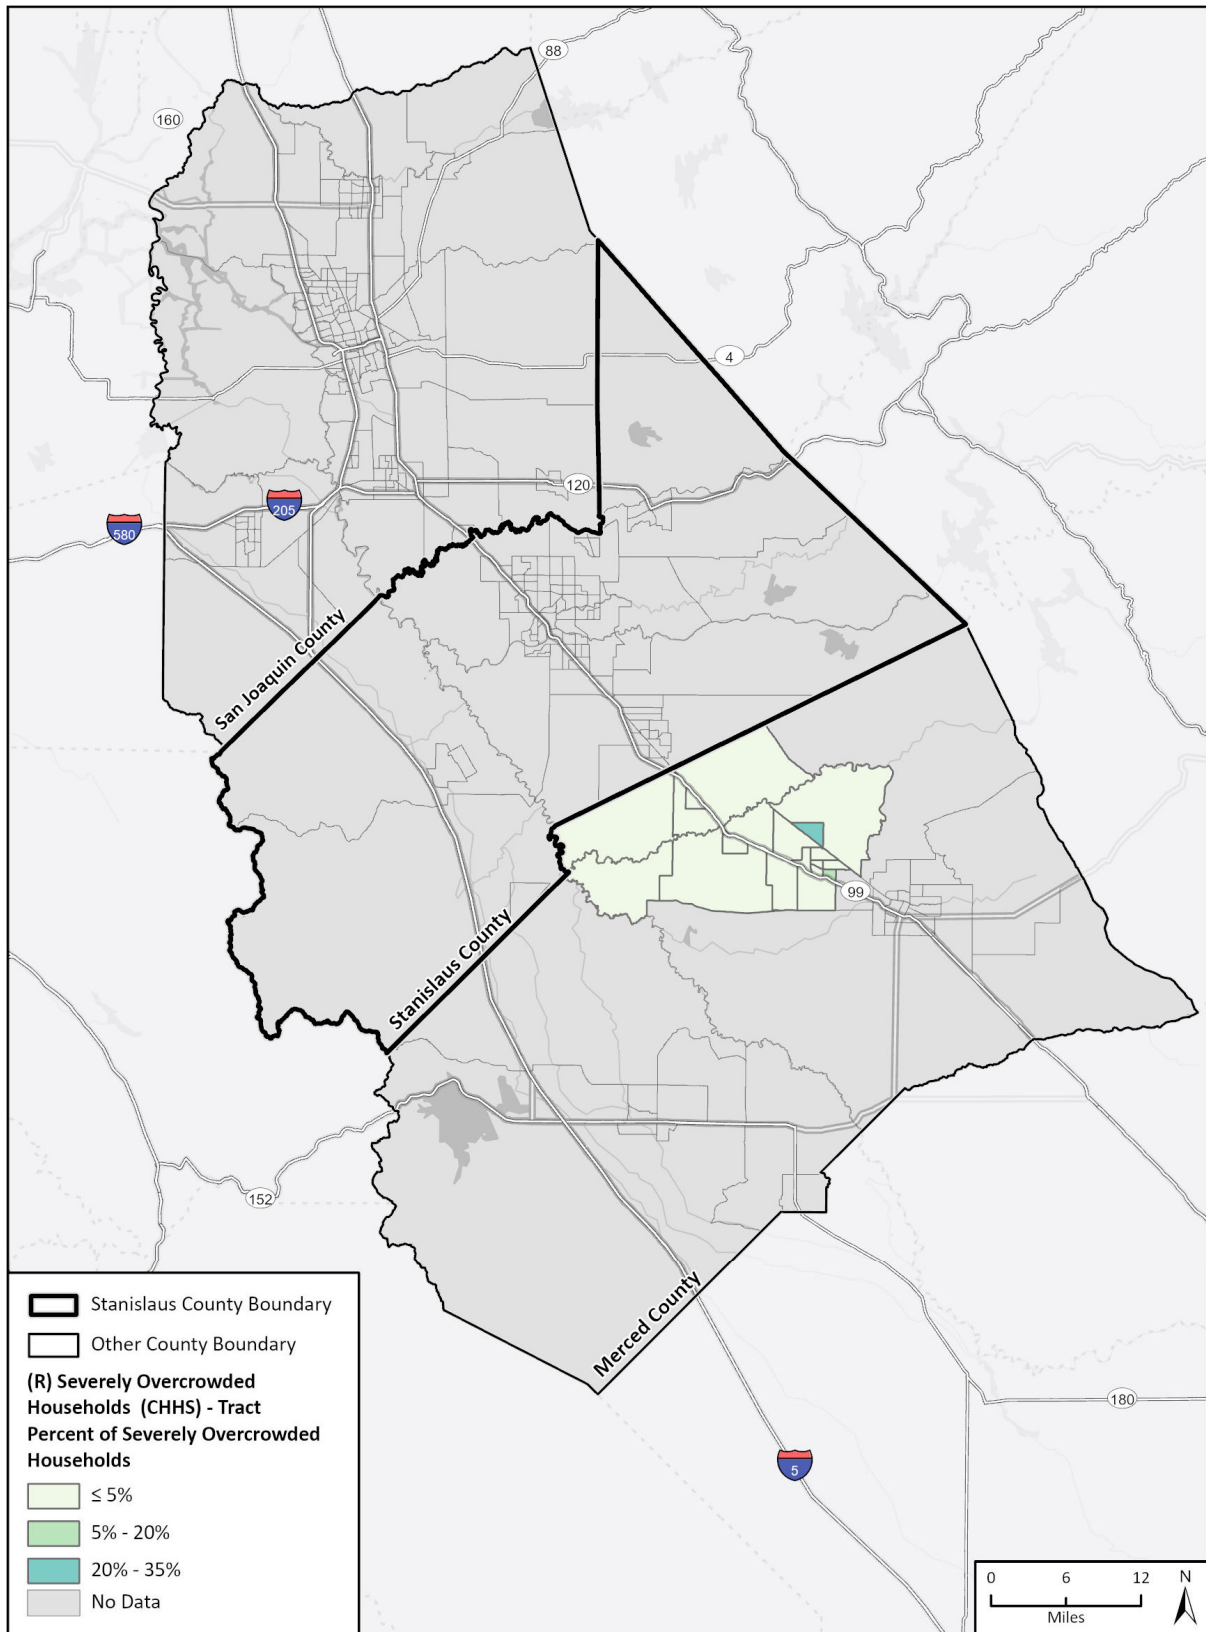 88
160
4
120
205
580
San Joaquin County
99
Stanislaus County
152
Merced County
180
5
Stanislaus County Boundary
Other County Boundary
(R) Severely Overcrowded
Households (CHHS) - Tract
Percent of Severely Overcrowded
Households
≤ 5%
5% - 20%
20% - 35%
No Data
0 6 12
Miles
N